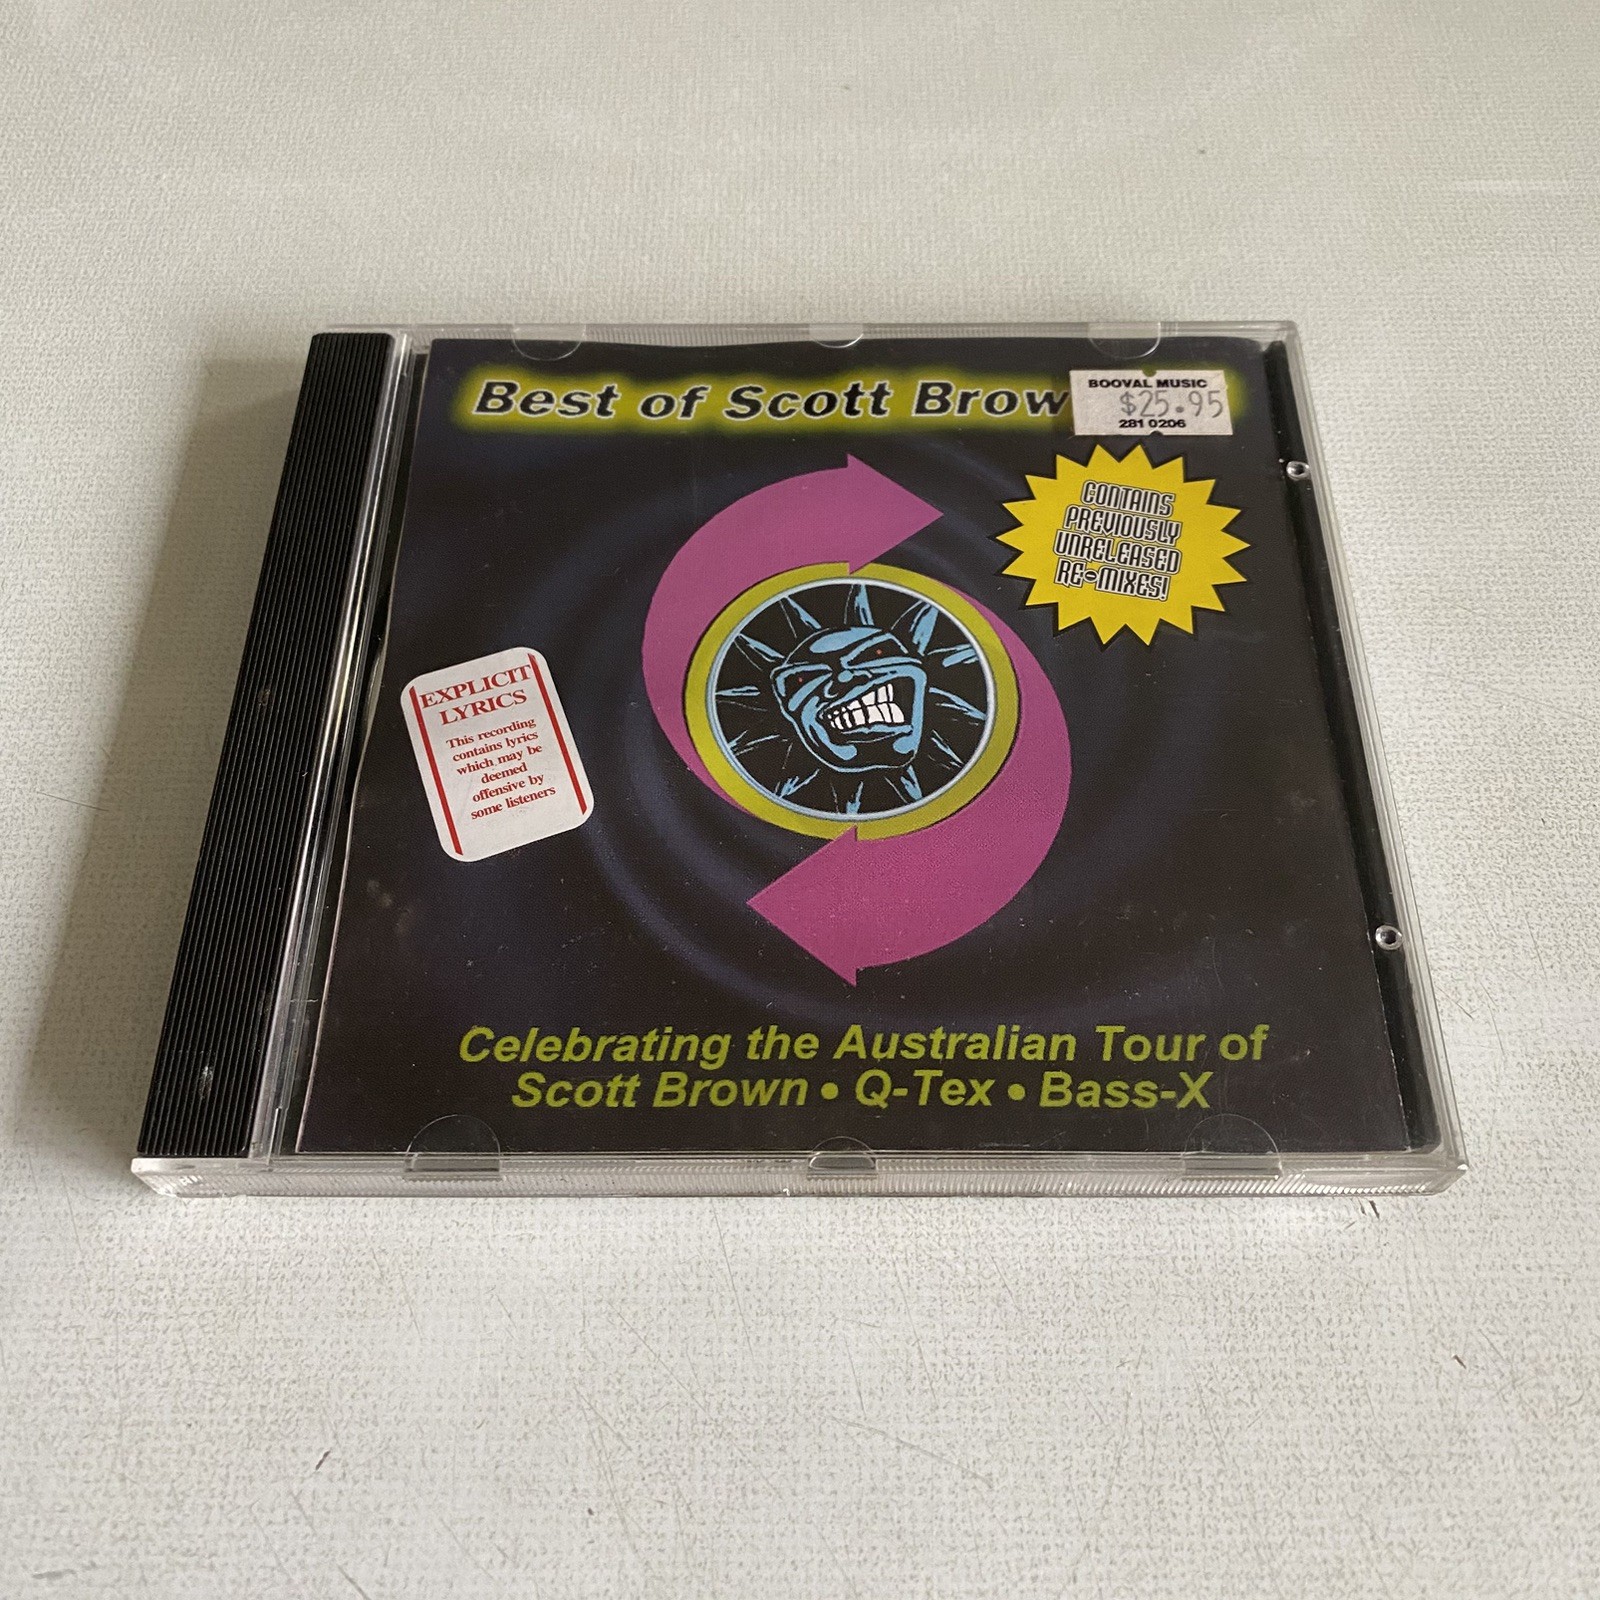 Best of Scott Brow
BOOVAL MUSIC
$25.95
281 0206
CONTAINS
PREVIOUSLY
UNRELEASED
RE-MIXES!
EXPLICIT
LYRICS
This recording
contains lyrics
which may be
deemed
offensive by
some listeners
Celebrating the Australian Tour of
Scott Brown • Q-Tex • Bass-X